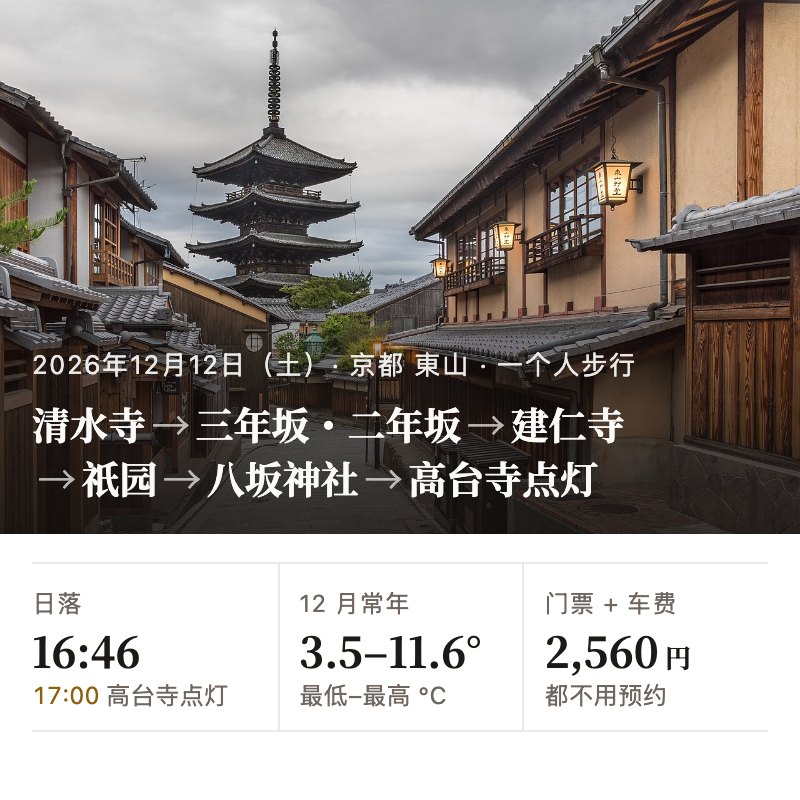 2026年12月12日（土）· 京都 東山 · 一个人步行
清水寺→三年坂・二年坂→建仁寺
→祇园→八坂神社→高台寺点灯
日落
16:46
17:00 高台寺点灯
12 月常年
3.5–11.6°
最低–最高 °C
门票 + 车费
2,560 円
都不用预约